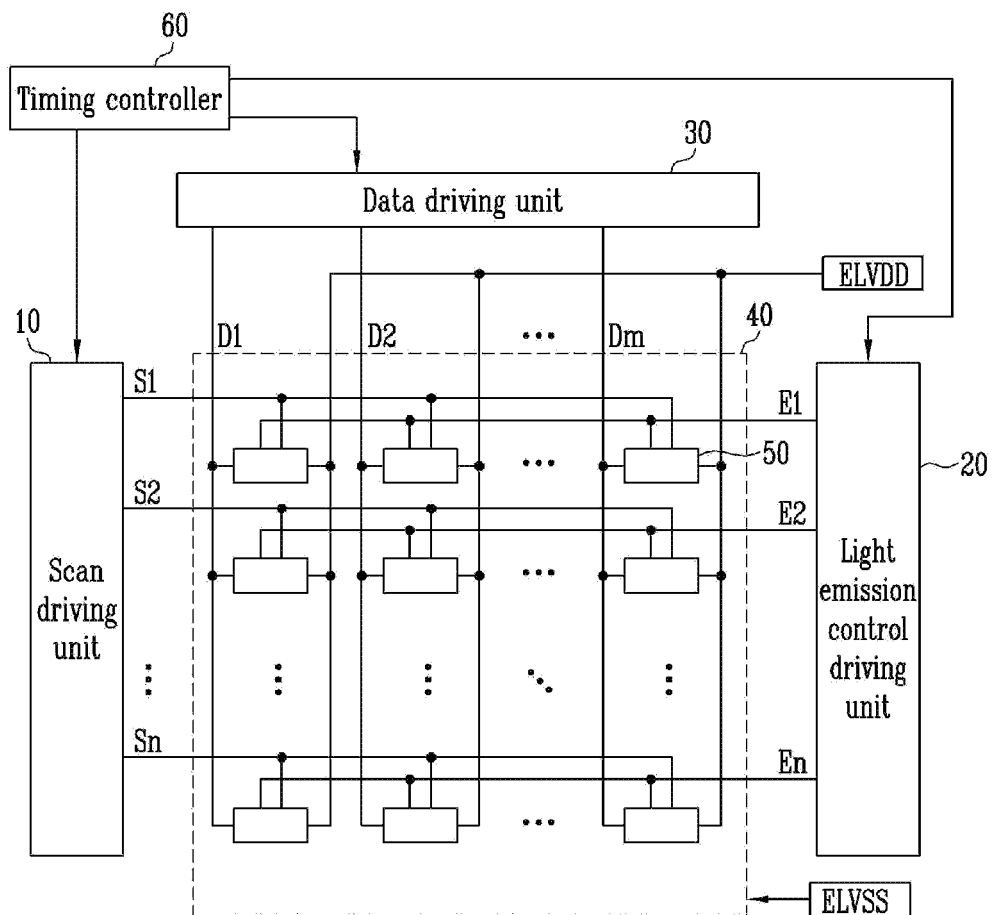 60
Timing controller
30
Data driving unit
ELVDD
10
D1
D2
Dm
40
S1
E1
50
20
S2
E2
Scan
driving
unit
Light
emission
control
driving
unit
Sn
En
ELVSS